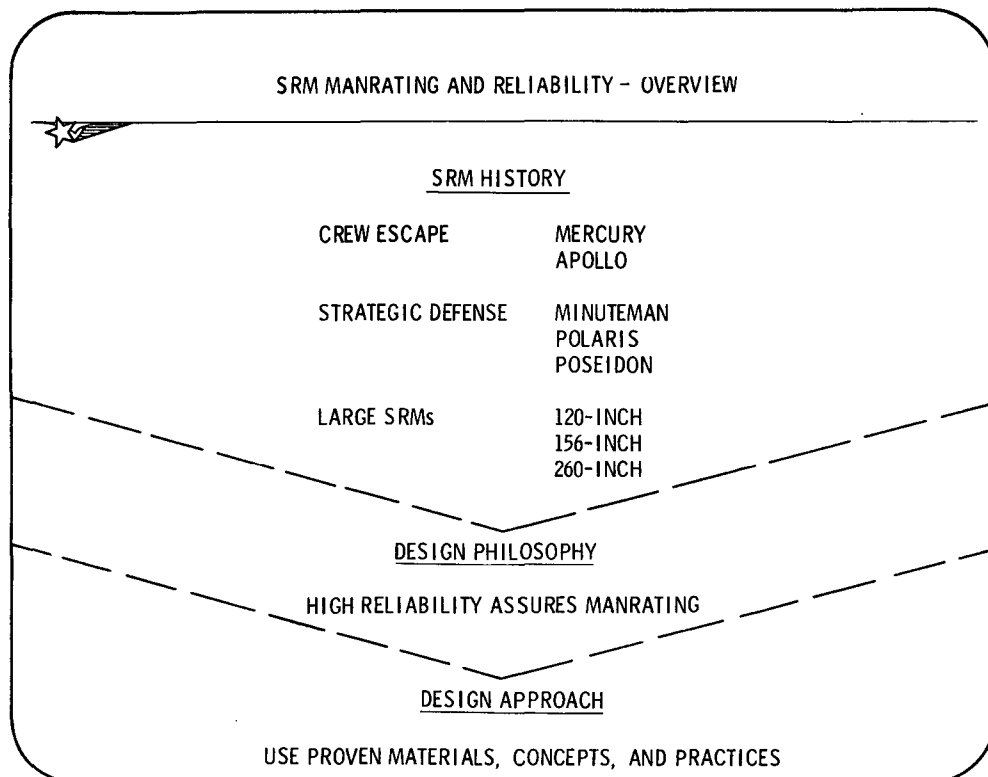 SRM MANRATING AND RELIABILITY - OVERVIEW
SRM HISTORY
CREW ESCAPE MERCURY
APOLLO
STRATEGIC DEFENSE MINUTEMAN
POLARIS
POSEIDON
LARGE SRMs 120-INCH
156-INCH
260-INCH
DESIGN PHILOSOPHY
HIGH RELIABILITY ASSURES MANRATING
DESIGN APPROACH
USE PROVEN MATERIALS, CONCEPTS, AND PRACTICES